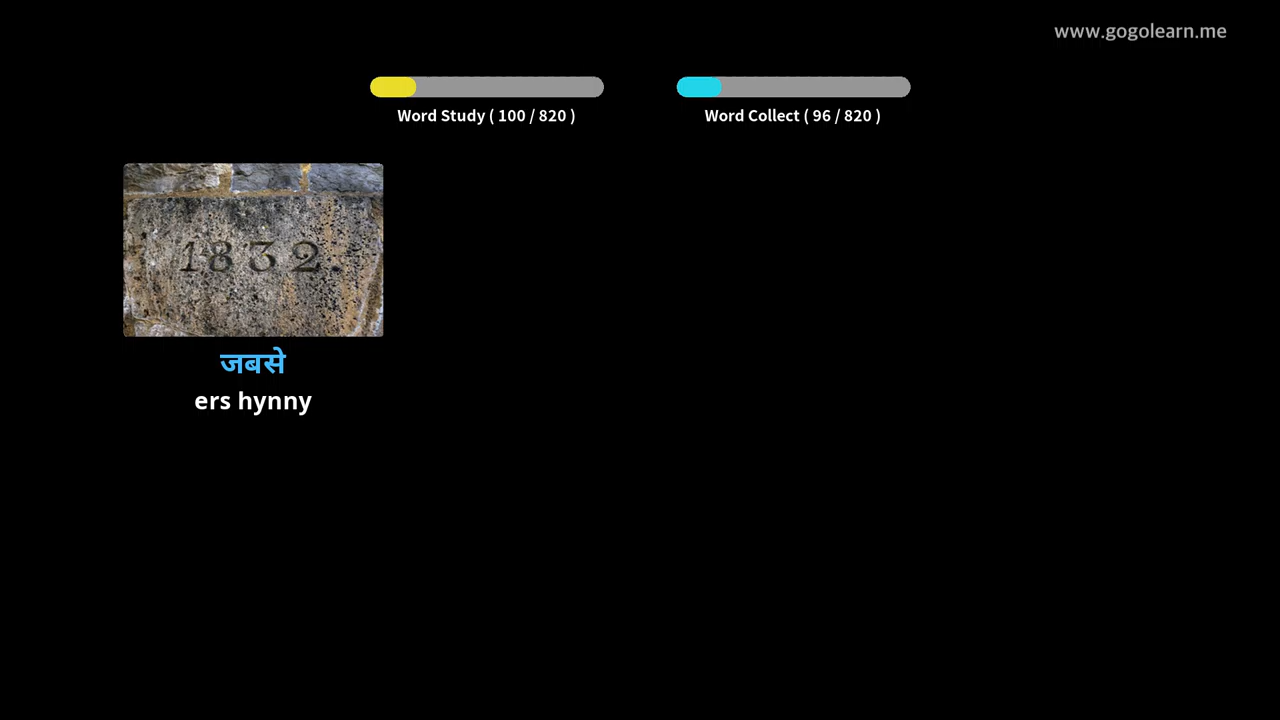 www.gogolearn.me
Word Study ( 100 / 820 )
Word Collect ( 96 / 820 )
1832
जबसे
ers hynny